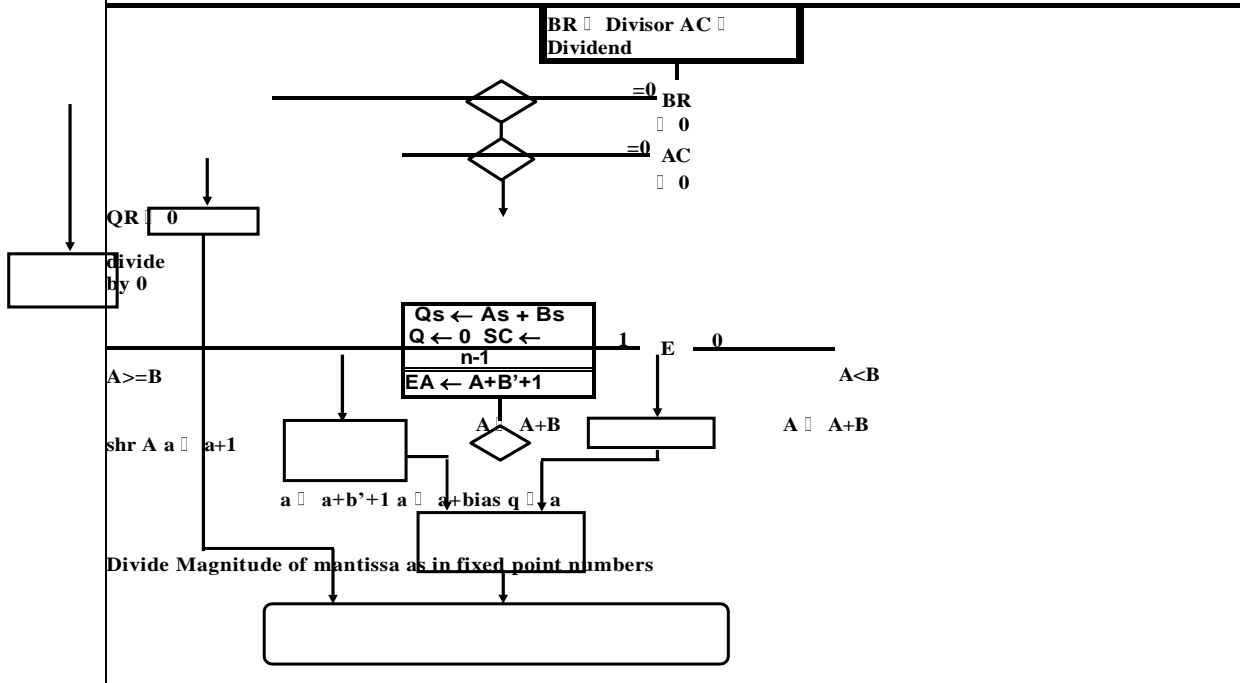 BR  Divisor AC 
Dividend
=0
BR
 0
=0
AC
 0
QR  0
divide
by 0
Qs ← As + Bs
Q ← 0 SC ←
n-1
EA ← A+B’+1
1
E
0
A>=B
A<B
A  A+B
A  A+B
shr A a  a+1
a  a+b’+1 a  a+bias q  a
Divide Magnitude of mantissa as in fixed point numbers